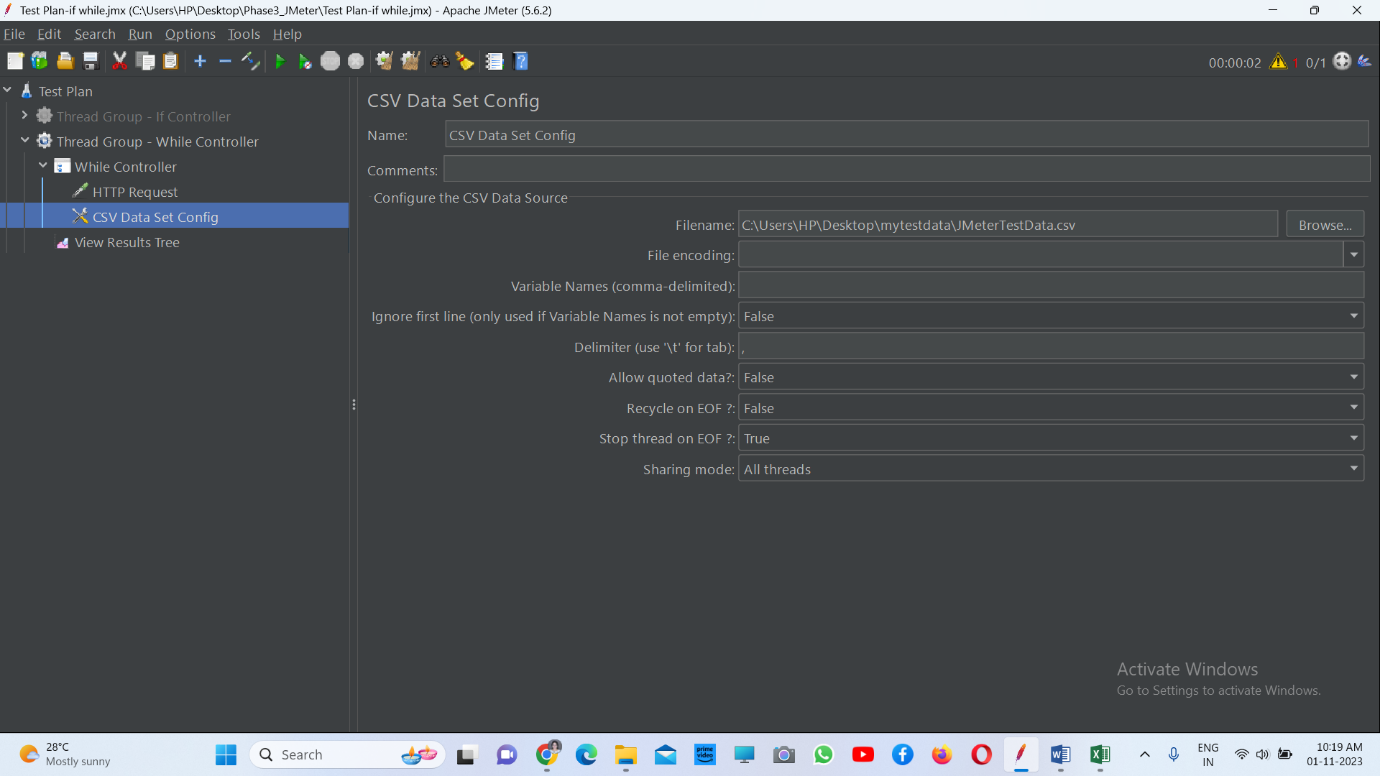 Test Plan-if while.jmx (C:\Users\HP\Desktop\Phase3_JMeter\Test Plan-if while.jmx) - Apache JMeter (5.6.2)
File Edit Search Run Options Tools Help
00:00:02 1 0/1
Test Plan
Thread Group - If Controller
Thread Group - While Controller
While Controller
HTTP Request
CSV Data Set Config
View Results Tree
CSV Data Set Config
Name: CSV Data Set Config
Comments:
Configure the CSV Data Source
Filename: C:\Users\HP\Desktop\mytestdata\JMeterTestData.csv Browse...
File encoding:
Variable Names (comma-delimited):
Ignore first line (only used if Variable Names is not empty): False
Delimiter (use '\t' for tab): ,
Allow quoted data?: False
Recycle on EOF ?: False
Stop thread on EOF ?: True
Sharing mode: All threads
Activate Windows
Go to Settings to activate Windows.
28°C
Mostly sunny
Search
prime video
ENG
IN
10:19 AM
01-11-2023